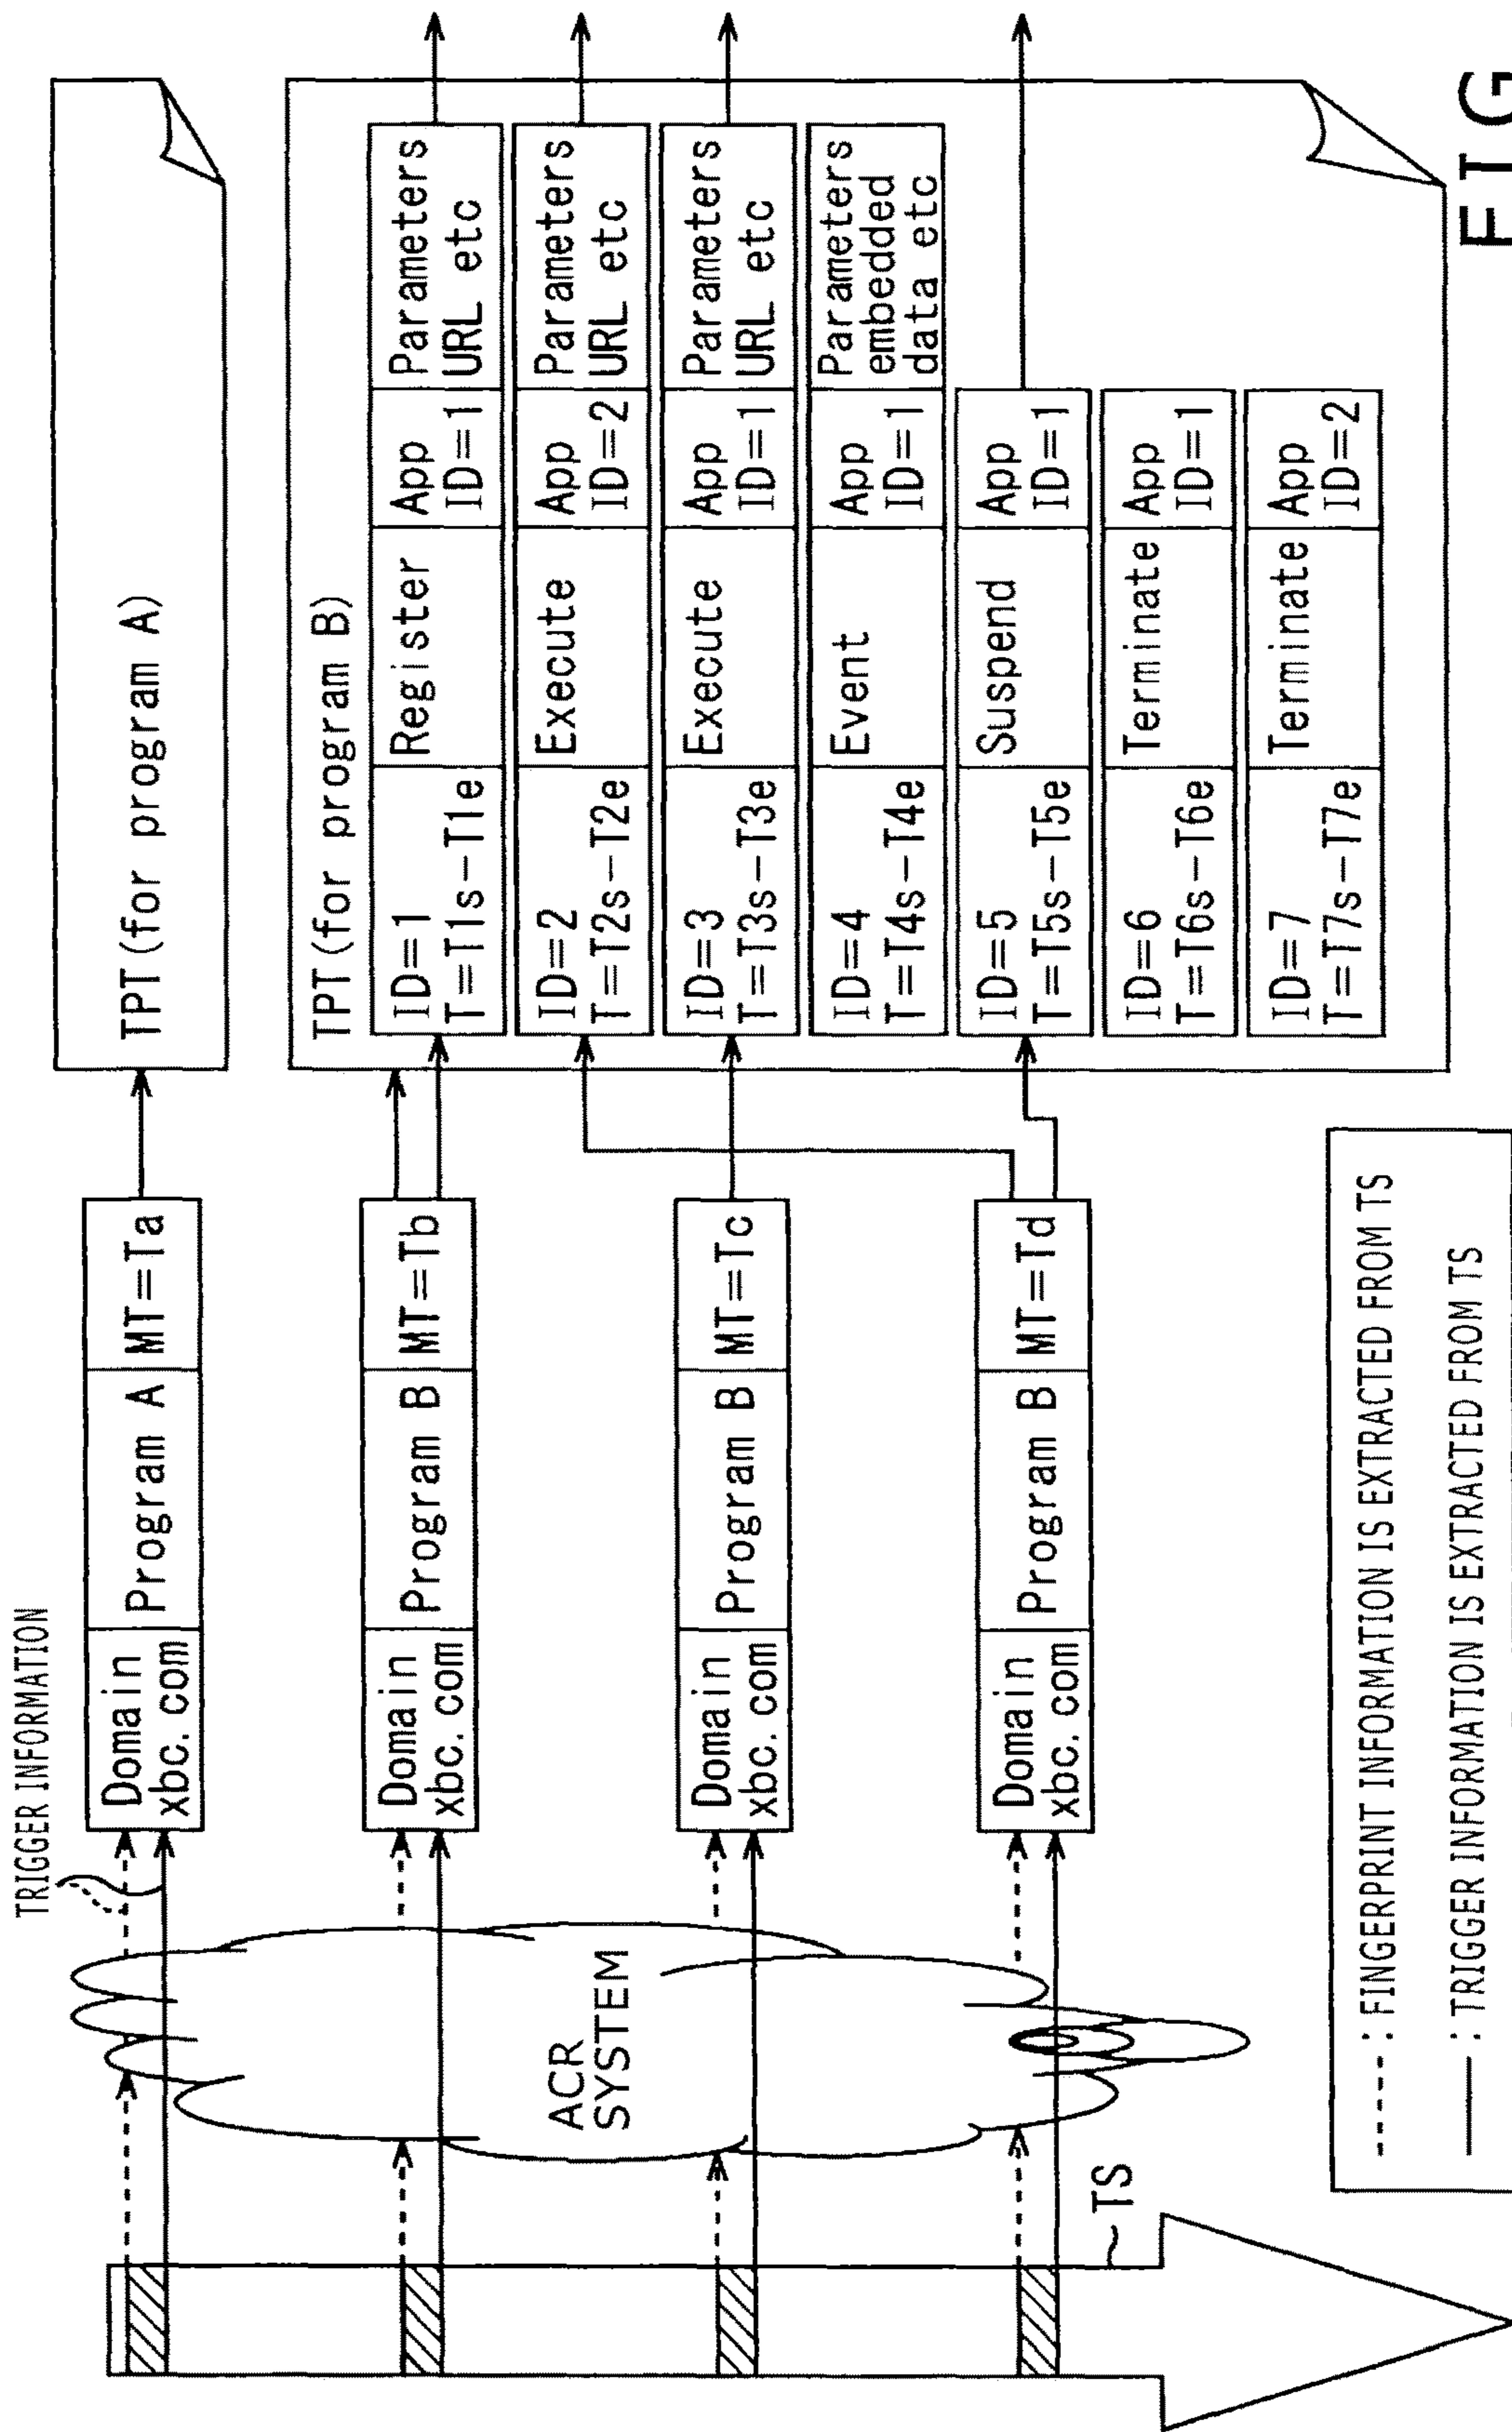 TRIGGER INFORMATION
Domain
xbc.com
Program A
MT=Ta
TPT(for program A)
Domain
xbc.com
Program B
MT=Tb
Domain
xbc.com
Program B
MT=Tc
Domain
xbc.com
Program B
MT=Td
ACR
SYSTEM
TS
TPT(for program B)
ID=1
T=T1s-T1e
Register
App
ID=1
Parameters
URL etc
ID=2
T=T2s-T2e
Execute
App
ID=2
Parameters
URL etc
ID=3
T=T3s-T3e
Execute
App
ID=1
Parameters
URL etc
ID=4
T=T4s-T4e
Event
App
ID=1
Parameters
embedded
data etc
ID=5
T=T5s-T5e
Suspend
App
ID=1
ID=6
T=T6s-T6e
Terminate
App
ID=1
ID=7
T=T7s-T7e
Terminate
App
ID=2
: FINGERPRINT INFORMATION IS EXTRACTED FROM TS
: TRIGGER INFORMATION IS EXTRACTED FROM TS
FIG